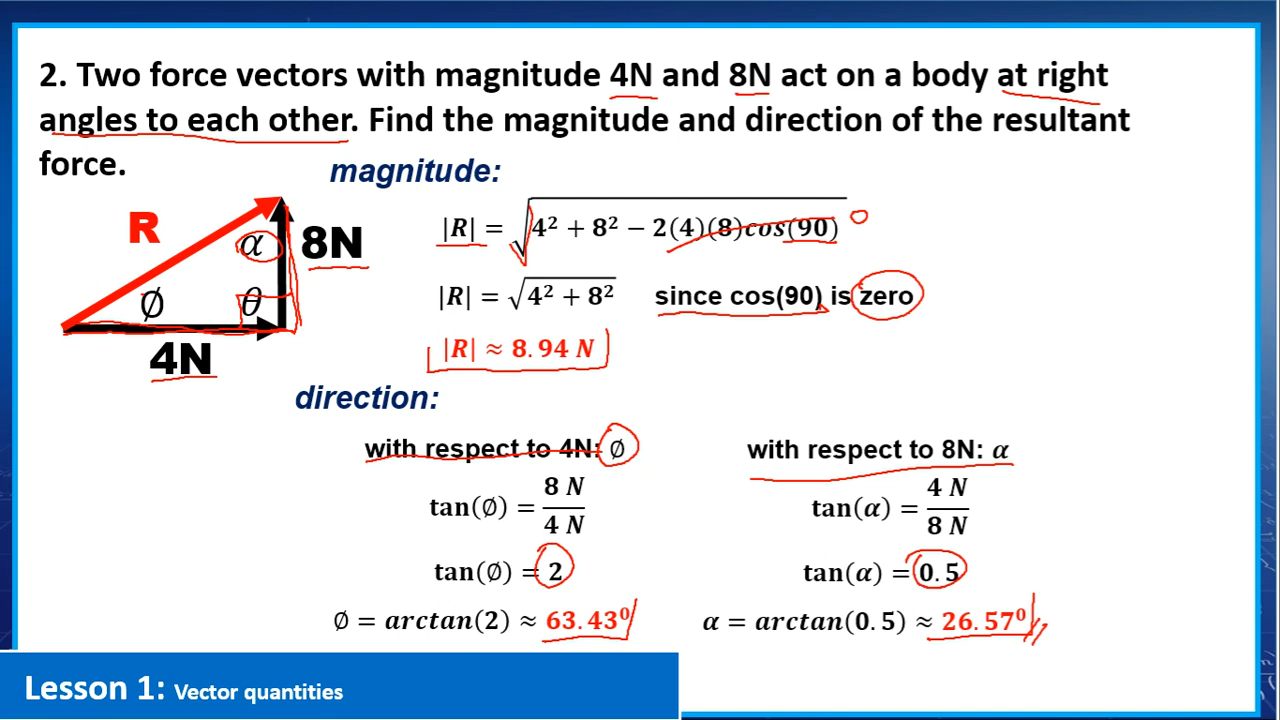 2. Two force vectors with magnitude 4N and 8N act on a body at right
angles to each other. Find the magnitude and direction of the resultant
force.
magnitude:
R
α
8N
∅
θ
4N
|R| = √4² + 8² − 2(4)(8)cos(90) 0
|R| = √4² + 8² since cos(90) is zero
|R| ≈ 8.94 N
direction:
with respect to 4N: ∅
tan(∅) = 8 N / 4 N
tan(∅) = 2
∅ = arctan(2) ≈ 63.43⁰
with respect to 8N: α
tan(α) = 4 N / 8 N
tan(α) = 0.5
α = arctan(0.5) ≈ 26.57⁰
Lesson 1: Vector quantities